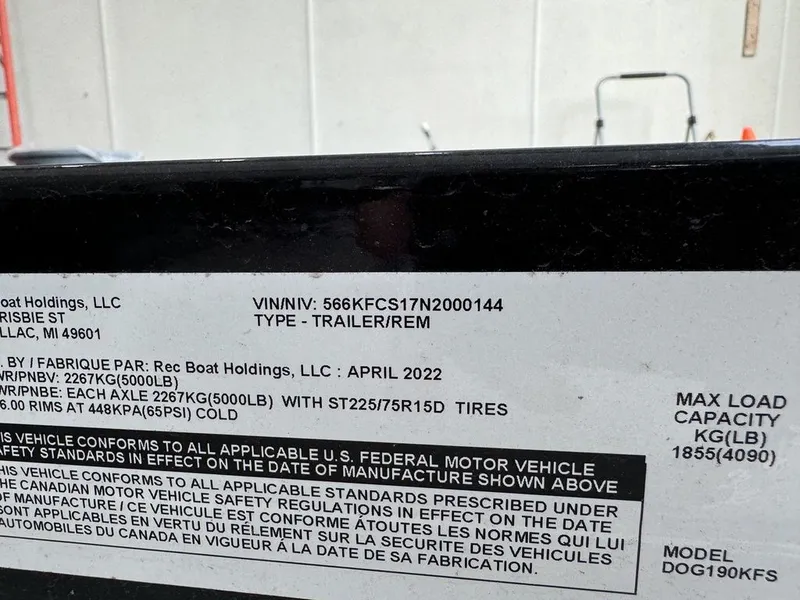 oat Holdings, LLC
RISBIE ST
LLAC, MI 49601
VIN/NIV: 566KFCS17N2000144
TYPE - TRAILER/REM
. BY / FABRIQUE PAR: Rec Boat Holdings, LLC : APRIL 2022
WR/PNBV: 2267KG(5000LB)
WR/PNBE: EACH AXLE 2267KG(5000LB) WITH ST225/75R15D TIRES
6.00 RIMS AT 448KPA(65PSI) COLD
MAX LOAD
CAPACITY
KG(LB)
1855(4090)
IS VEHICLE CONFORMS TO ALL APPLICABLE U.S. FEDERAL MOTOR VEHICLE
AFETY STANDARDS IN EFFECT ON THE DATE OF MANUFACTURE SHOWN ABOVE
HIS VEHICLE CONFORMS TO ALL APPLICABLE STANDARDS PRESCRIBED UNDER
HE CANADIAN MOTOR VEHICLE SAFETY REGULATIONS IN EFFECT ON THE DATE
OF MANUFACTURE / CE VEHICULE EST CONFORME ÁTOUTES LES NORMES QUI LUI
SONT APPLICABLES EN VERTU DU RÉLEMENT SUR LA SECURITE DES VEHICULES
AUTOMOBILES DU CANADA EN VIGUEUR Á LA DATE DE SA FABRICATION.
MODEL
DOG190KFS